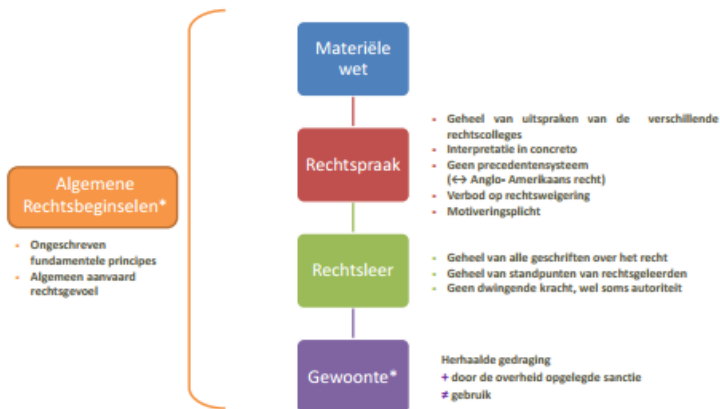 Materiële
wet
▪ Geheel van uitspraken van de verschillende
rechtscolleges
▪ Interpretatie in concreto
▪ Geen precedentensysteem
(↔ Anglo- Amerikaans recht)
▪ Verbod op rechtsweigering
▪ Motiveringsplicht
Rechtspraak
Algemene
Rechtsbeginselen*
▪ Ongeschreven
fundamentele principes
▪ Algemeen aanvaard
rechtsgevoel
Rechtsleer
▪ Geheel van alle geschriften over het recht
▪ Geheel van standpunten van rechtsgeleerden
▪ Geen dwingende kracht, wel soms autoriteit
Gewoonte*
Herhaalde gedraging
+ door de overheid opgelegde sanctie
≠ gebruik